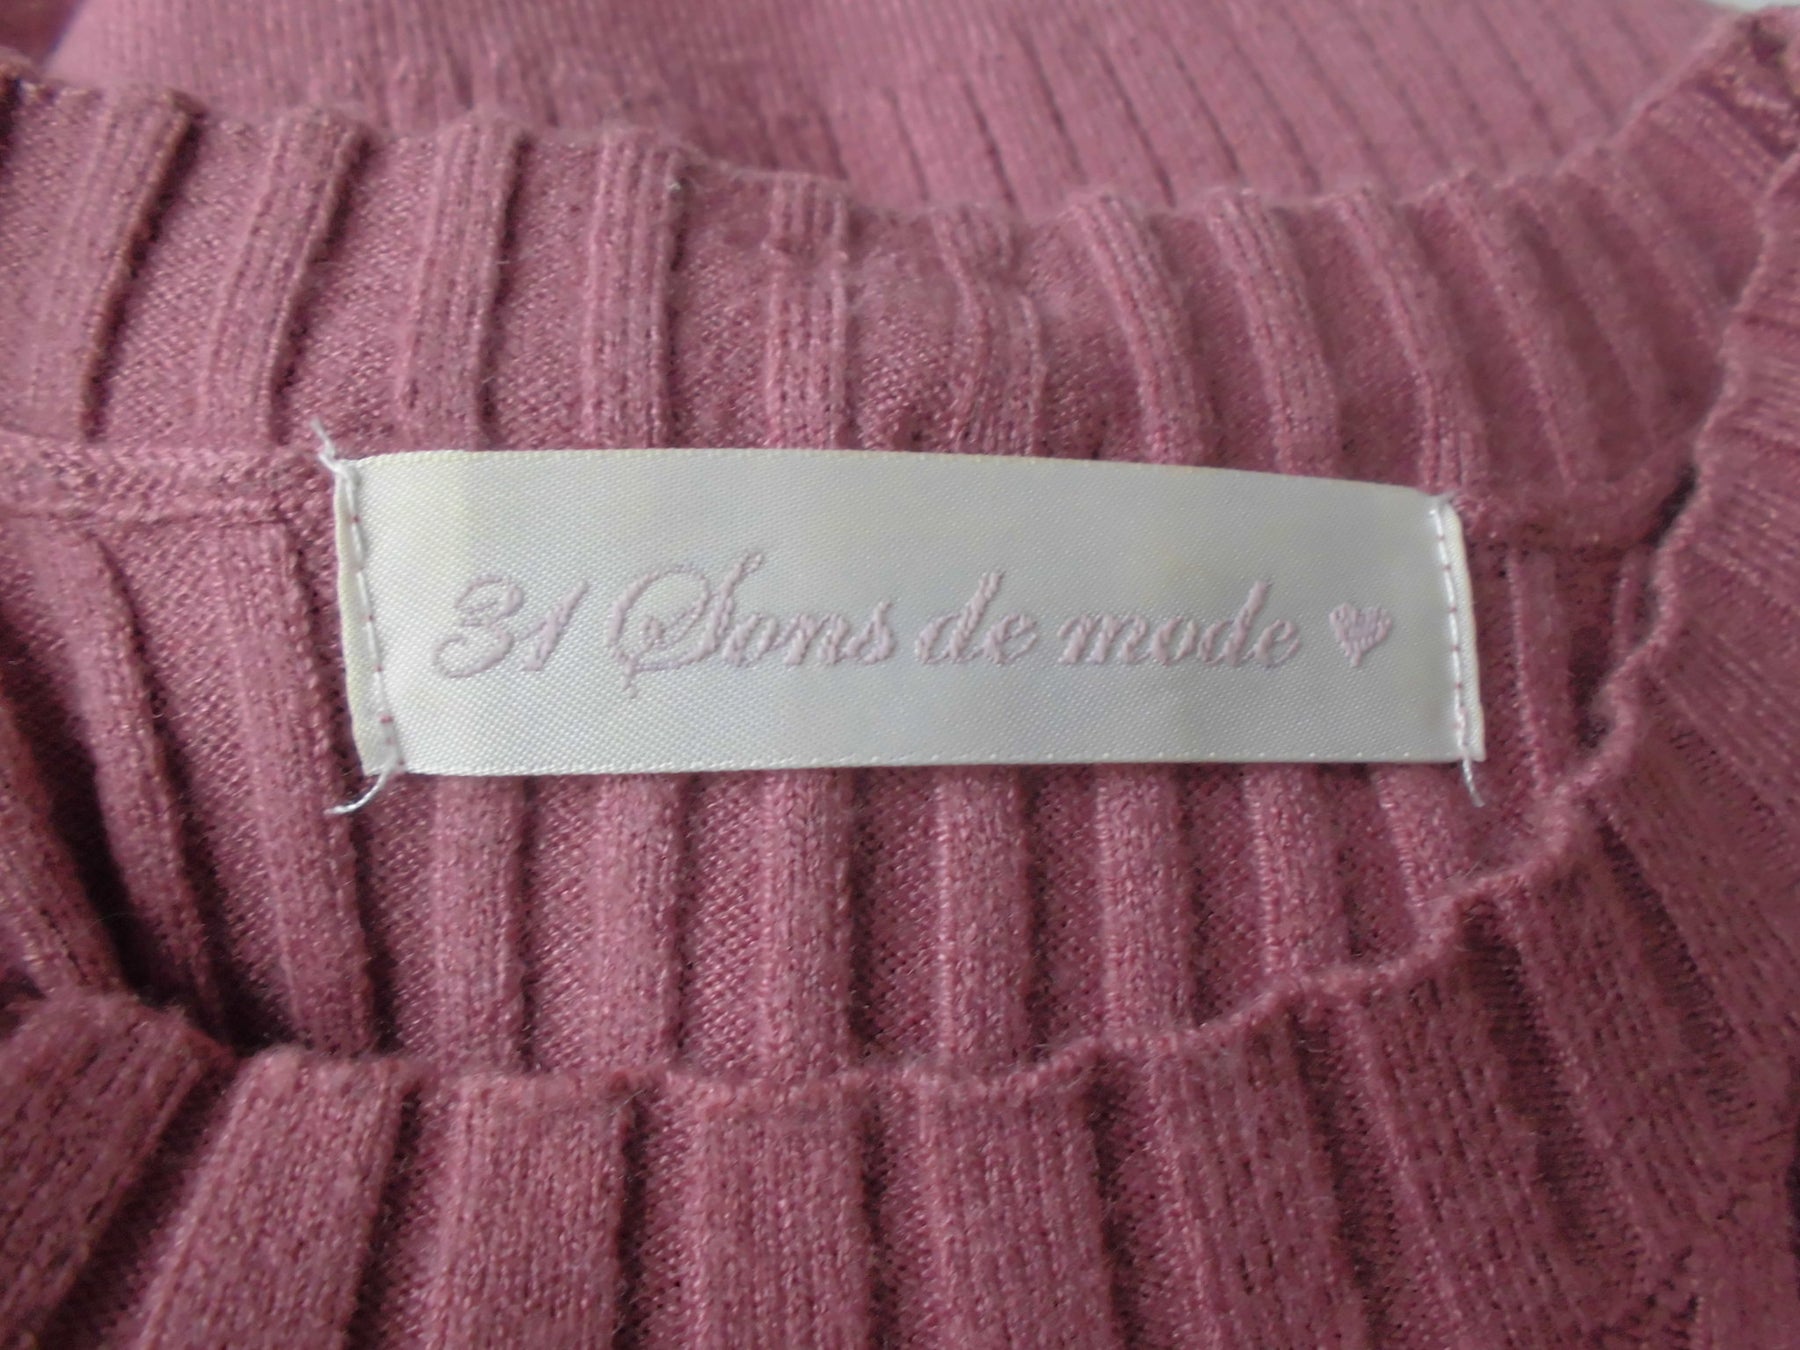 31 Sons de mode ♥